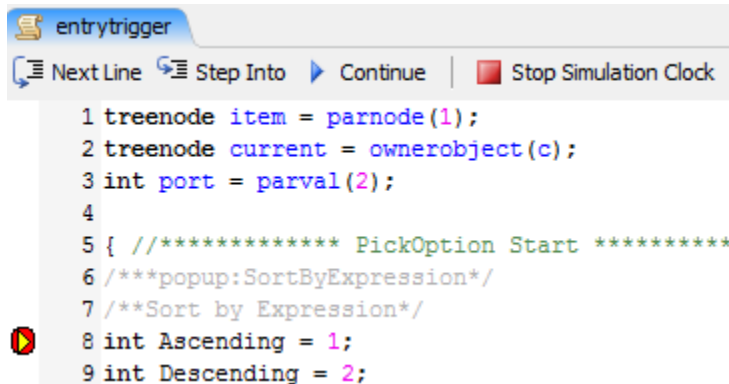 entrytrigger
Next Line Step Into Continue Stop Simulation Clock
1 treenode item = parnode(1);
2 treenode current = ownerobject(c);
3 int port = parval(2);
4
5 { //************* PickOption Start **********
6 /***popup:SortByExpression*/
7 /**Sort by Expression*/
8 int Ascending = 1;
9 int Descending = 2;